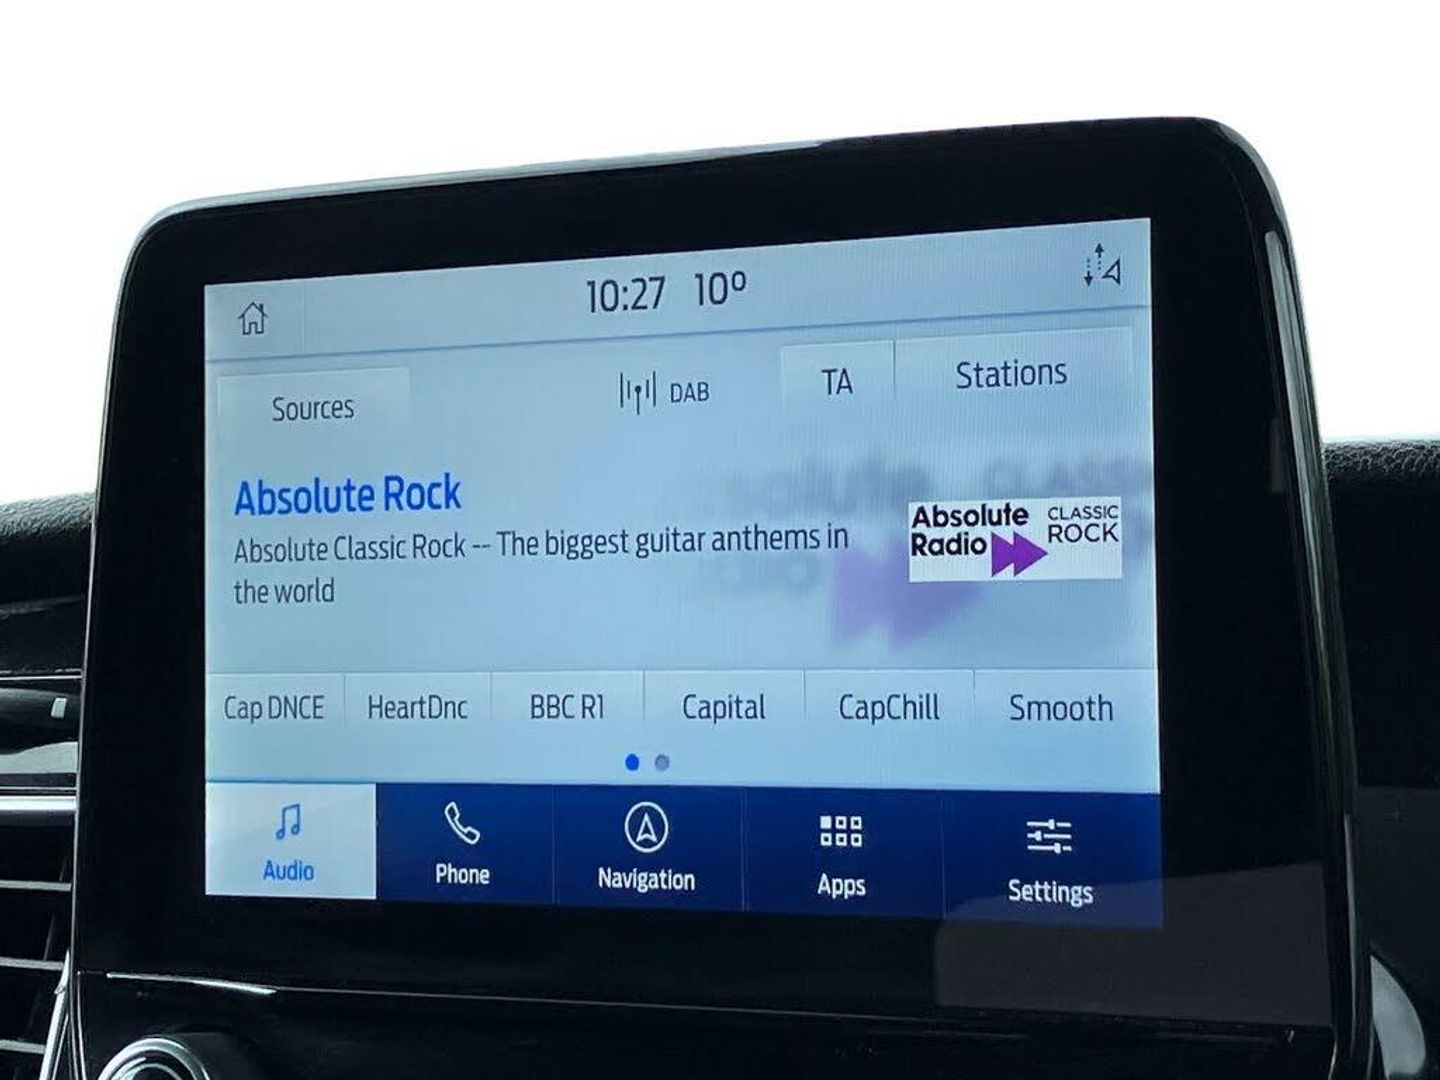 10:27 10°
Sources
DAB
TA
Stations
Absolute Rock
Absolute Classic Rock -- The biggest guitar anthems in
the world
Absolute
Radio
CLASSIC
ROCK
Cap DNCE
HeartDnc
BBC R1
Capital
CapChill
Smooth
Audio
Phone
Navigation
Apps
Settings